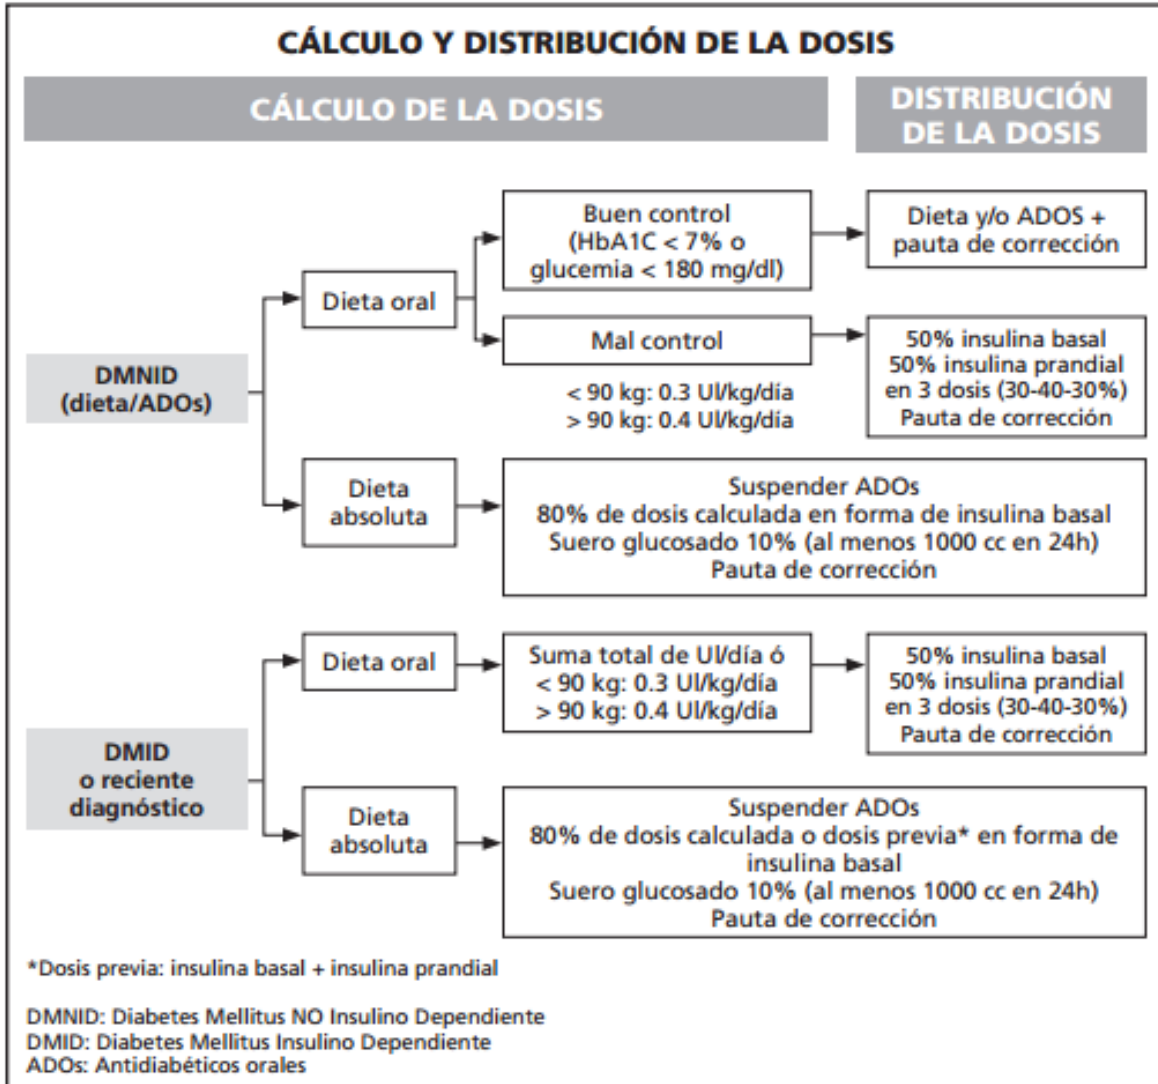 CÁLCULO Y DISTRIBUCIÓN DE LA DOSIS
CÁLCULO DE LA DOSIS
DISTRIBUCIÓN
DE LA DOSIS
DMNID
(dieta/ADOs)
Dieta oral
Buen control
(HbA1C < 7% o
glucemia < 180 mg/dl)
Dieta y/o ADOS +
pauta de corrección
Mal control
< 90 kg: 0.3 UI/kg/día
> 90 kg: 0.4 UI/kg/día
50% insulina basal
50% insulina prandial
en 3 dosis (30-40-30%)
Pauta de corrección
Dieta
absoluta
Suspender ADOs
80% de dosis calculada en forma de insulina basal
Suero glucosado 10% (al menos 1000 cc en 24h)
Pauta de corrección
DMID
o reciente
diagnóstico
Dieta oral
Suma total de UI/día ó
< 90 kg: 0.3 UI/kg/día
> 90 kg: 0.4 UI/kg/día
50% insulina basal
50% insulina prandial
en 3 dosis (30-40-30%)
Pauta de corrección
Dieta
absoluta
Suspender ADOs
80% de dosis calculada o dosis previa* en forma de
insulina basal
Suero glucosado 10% (al menos 1000 cc en 24h)
Pauta de corrección
*Dosis previa: insulina basal + insulina prandial
DMNID: Diabetes Mellitus NO Insulino Dependiente
DMID: Diabetes Mellitus Insulino Dependiente
ADOs: Antidiabéticos orales